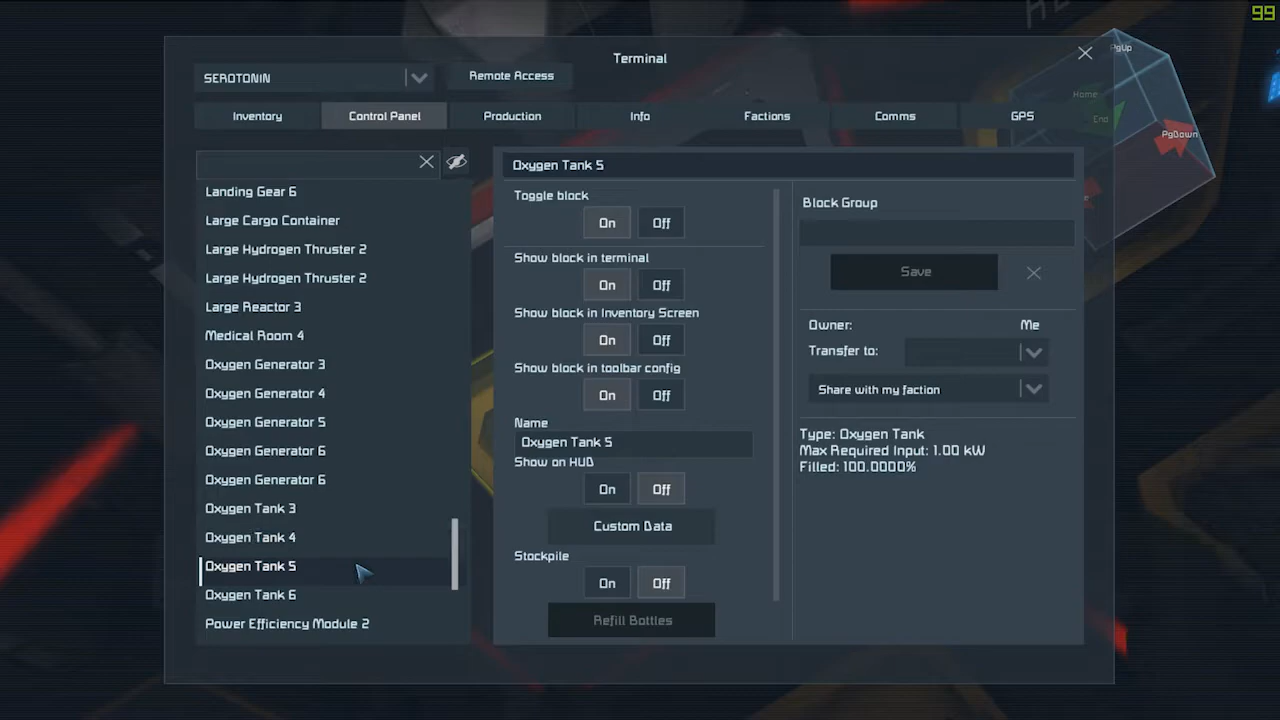 99
Terminal
SEROTONIN
Remote Access
Inventory
Control Panel
Production
Info
Factions
Comms
GPS
PgUp
Home
End
PgDown
Landing Gear 6
Large Cargo Container
Large Hydrogen Thruster 2
Large Hydrogen Thruster 2
Large Reactor 3
Medical Room 4
Oxygen Generator 3
Oxygen Generator 4
Oxygen Generator 5
Oxygen Generator 6
Oxygen Generator 6
Oxygen Tank 3
Oxygen Tank 4
Oxygen Tank 5
Oxygen Tank 6
Power Efficiency Module 2
Oxygen Tank 5
Toggle block
On Off
Show block in terminal
On Off
Show block in Inventory Screen
On Off
Show block in toolbar config
On Off
Name
Oxygen Tank 5
Show on HUD
On Off
Custom Data
Stockpile
On Off
Refill Bottles
Block Group
Save
Owner: Me
Transfer to:
Share with my faction
Type: Oxygen Tank
Max Required Input: 1.00 kW
Filled: 100.0000%